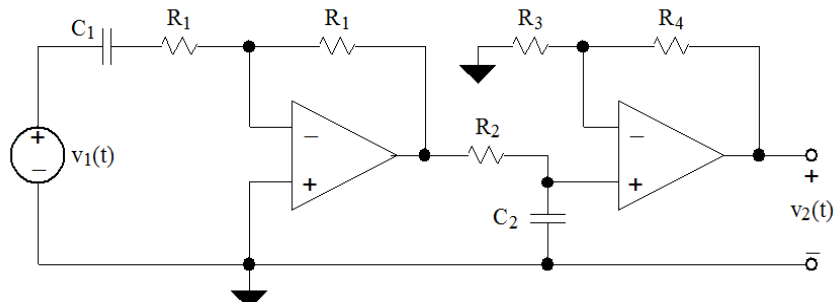 C1 R1 R1 R3 R4
+
− v1(t)
−
+
R2
−
+
C2
+
v2(t)
−